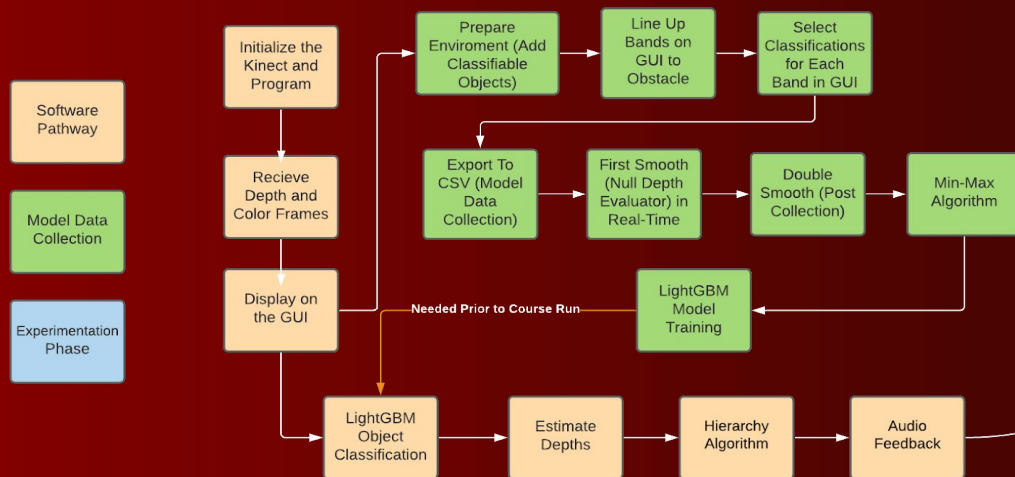 Software
Pathway
Model Data
Collection
Experimentation
Phase
Initialize the
Kinect and
Program
Recieve
Depth and
Color Frames
Display on
the GUI
Prepare
Enviroment (Add
Classifiable
Objects)
Line Up
Bands on
GUI to
Obstacle
Select
Classifications
for Each
Band in GUI
Export To
CSV (Model
Data
Collection)
First Smooth
(Null Depth
Evaluator) in
Real-Time
Double
Smooth (Post
Collection)
Min-Max
Algorithm
LightGBM
Model
Training
Needed Prior to Course Run
LightGBM
Object
Classification
Estimate
Depths
Hierarchy
Algorithm
Audio
Feedback